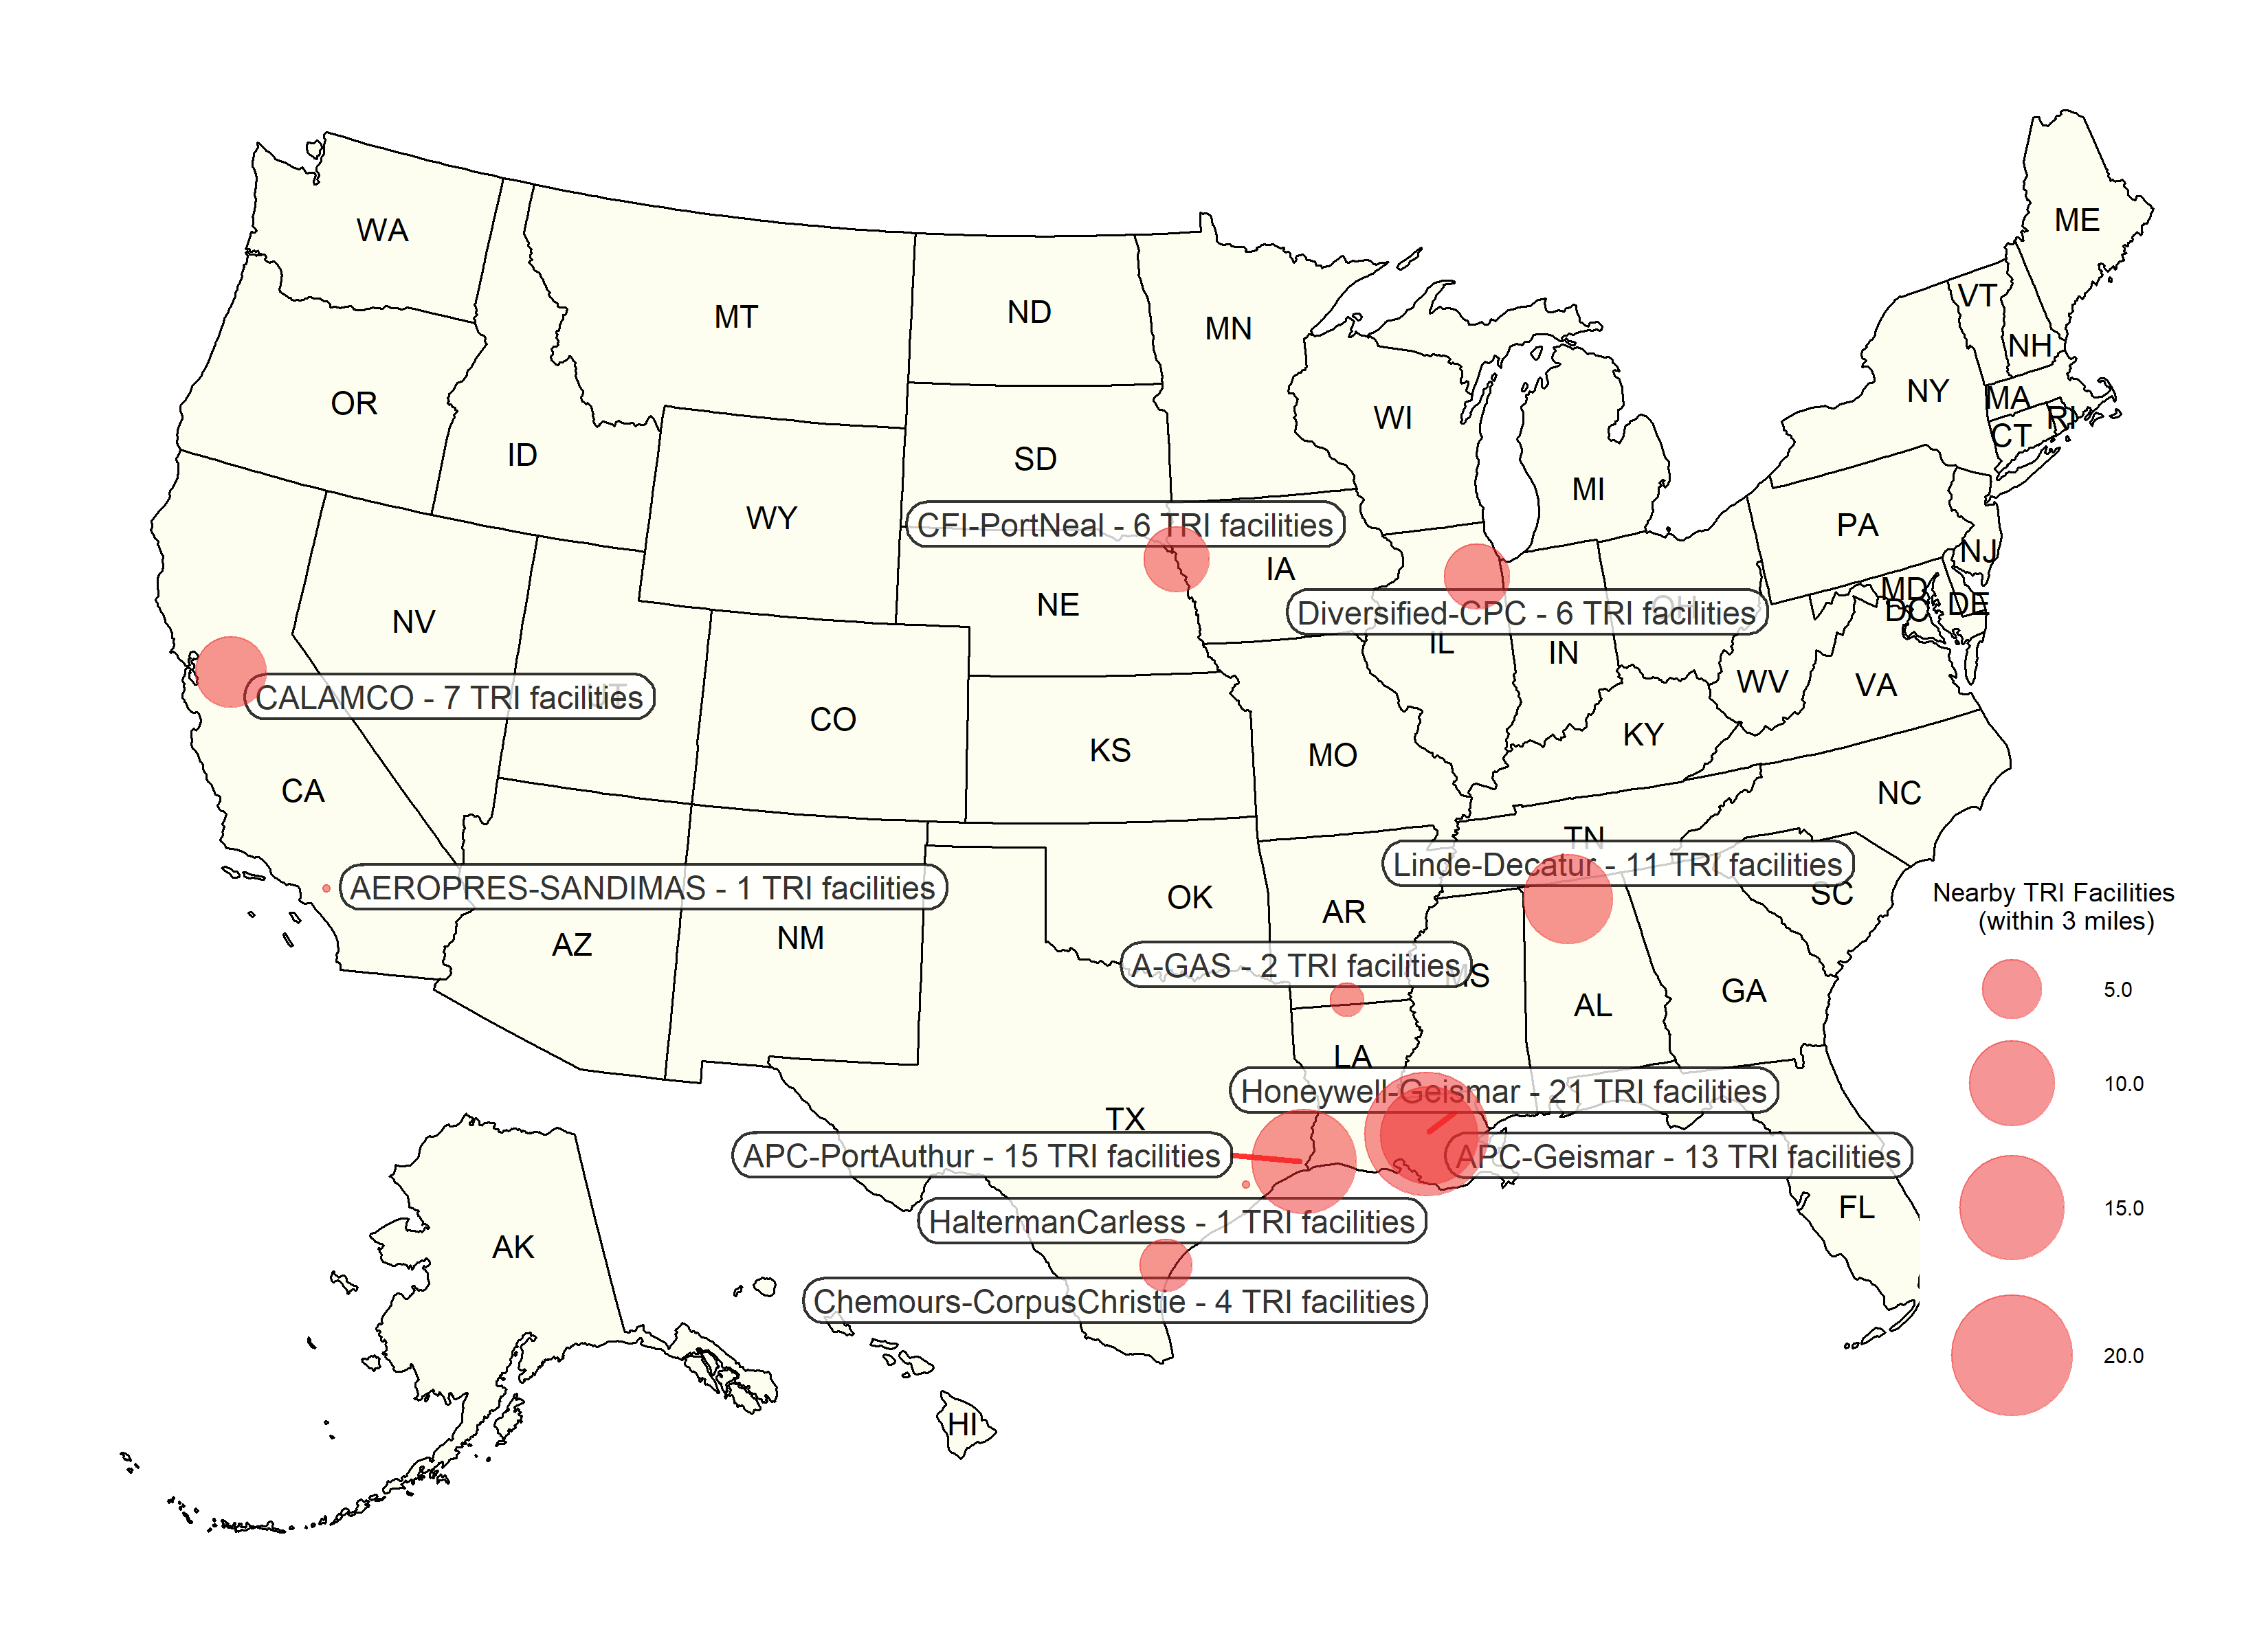 WA
ME
MT
ND
MN
VT
NH
OR
ID
SD
WI
NY
MA
RI
CT
MI
WY
CFI-PortNeal - 6 TRI facilities
PA
NJ
IA
NE
Diversified-CPC - 6 TRI facilities
OH
MD
DC
DE
NV
IL
IN
WV
VA
CALAMCO - 7 TRI facilities
UT
CO
KS
MO
KY
CA
NC
TN
Linde-Decatur - 11 TRI facilities
AEROPRES-SANDIMAS - 1 TRI facilities
OK
AR
SC
Nearby TRI Facilities
(within 3 miles)
AZ
NM
A-GAS - 2 TRI facilities
MS
AL
GA
5.0
LA
10.0
Honeywell-Geismar - 21 TRI facilities
TX
APC-PortAuthur - 15 TRI facilities
APC-Geismar - 13 TRI facilities
HaltermanCarless - 1 TRI facilities
FL
15.0
AK
Chemours-CorpusChristie - 4 TRI facilities
20.0
HI